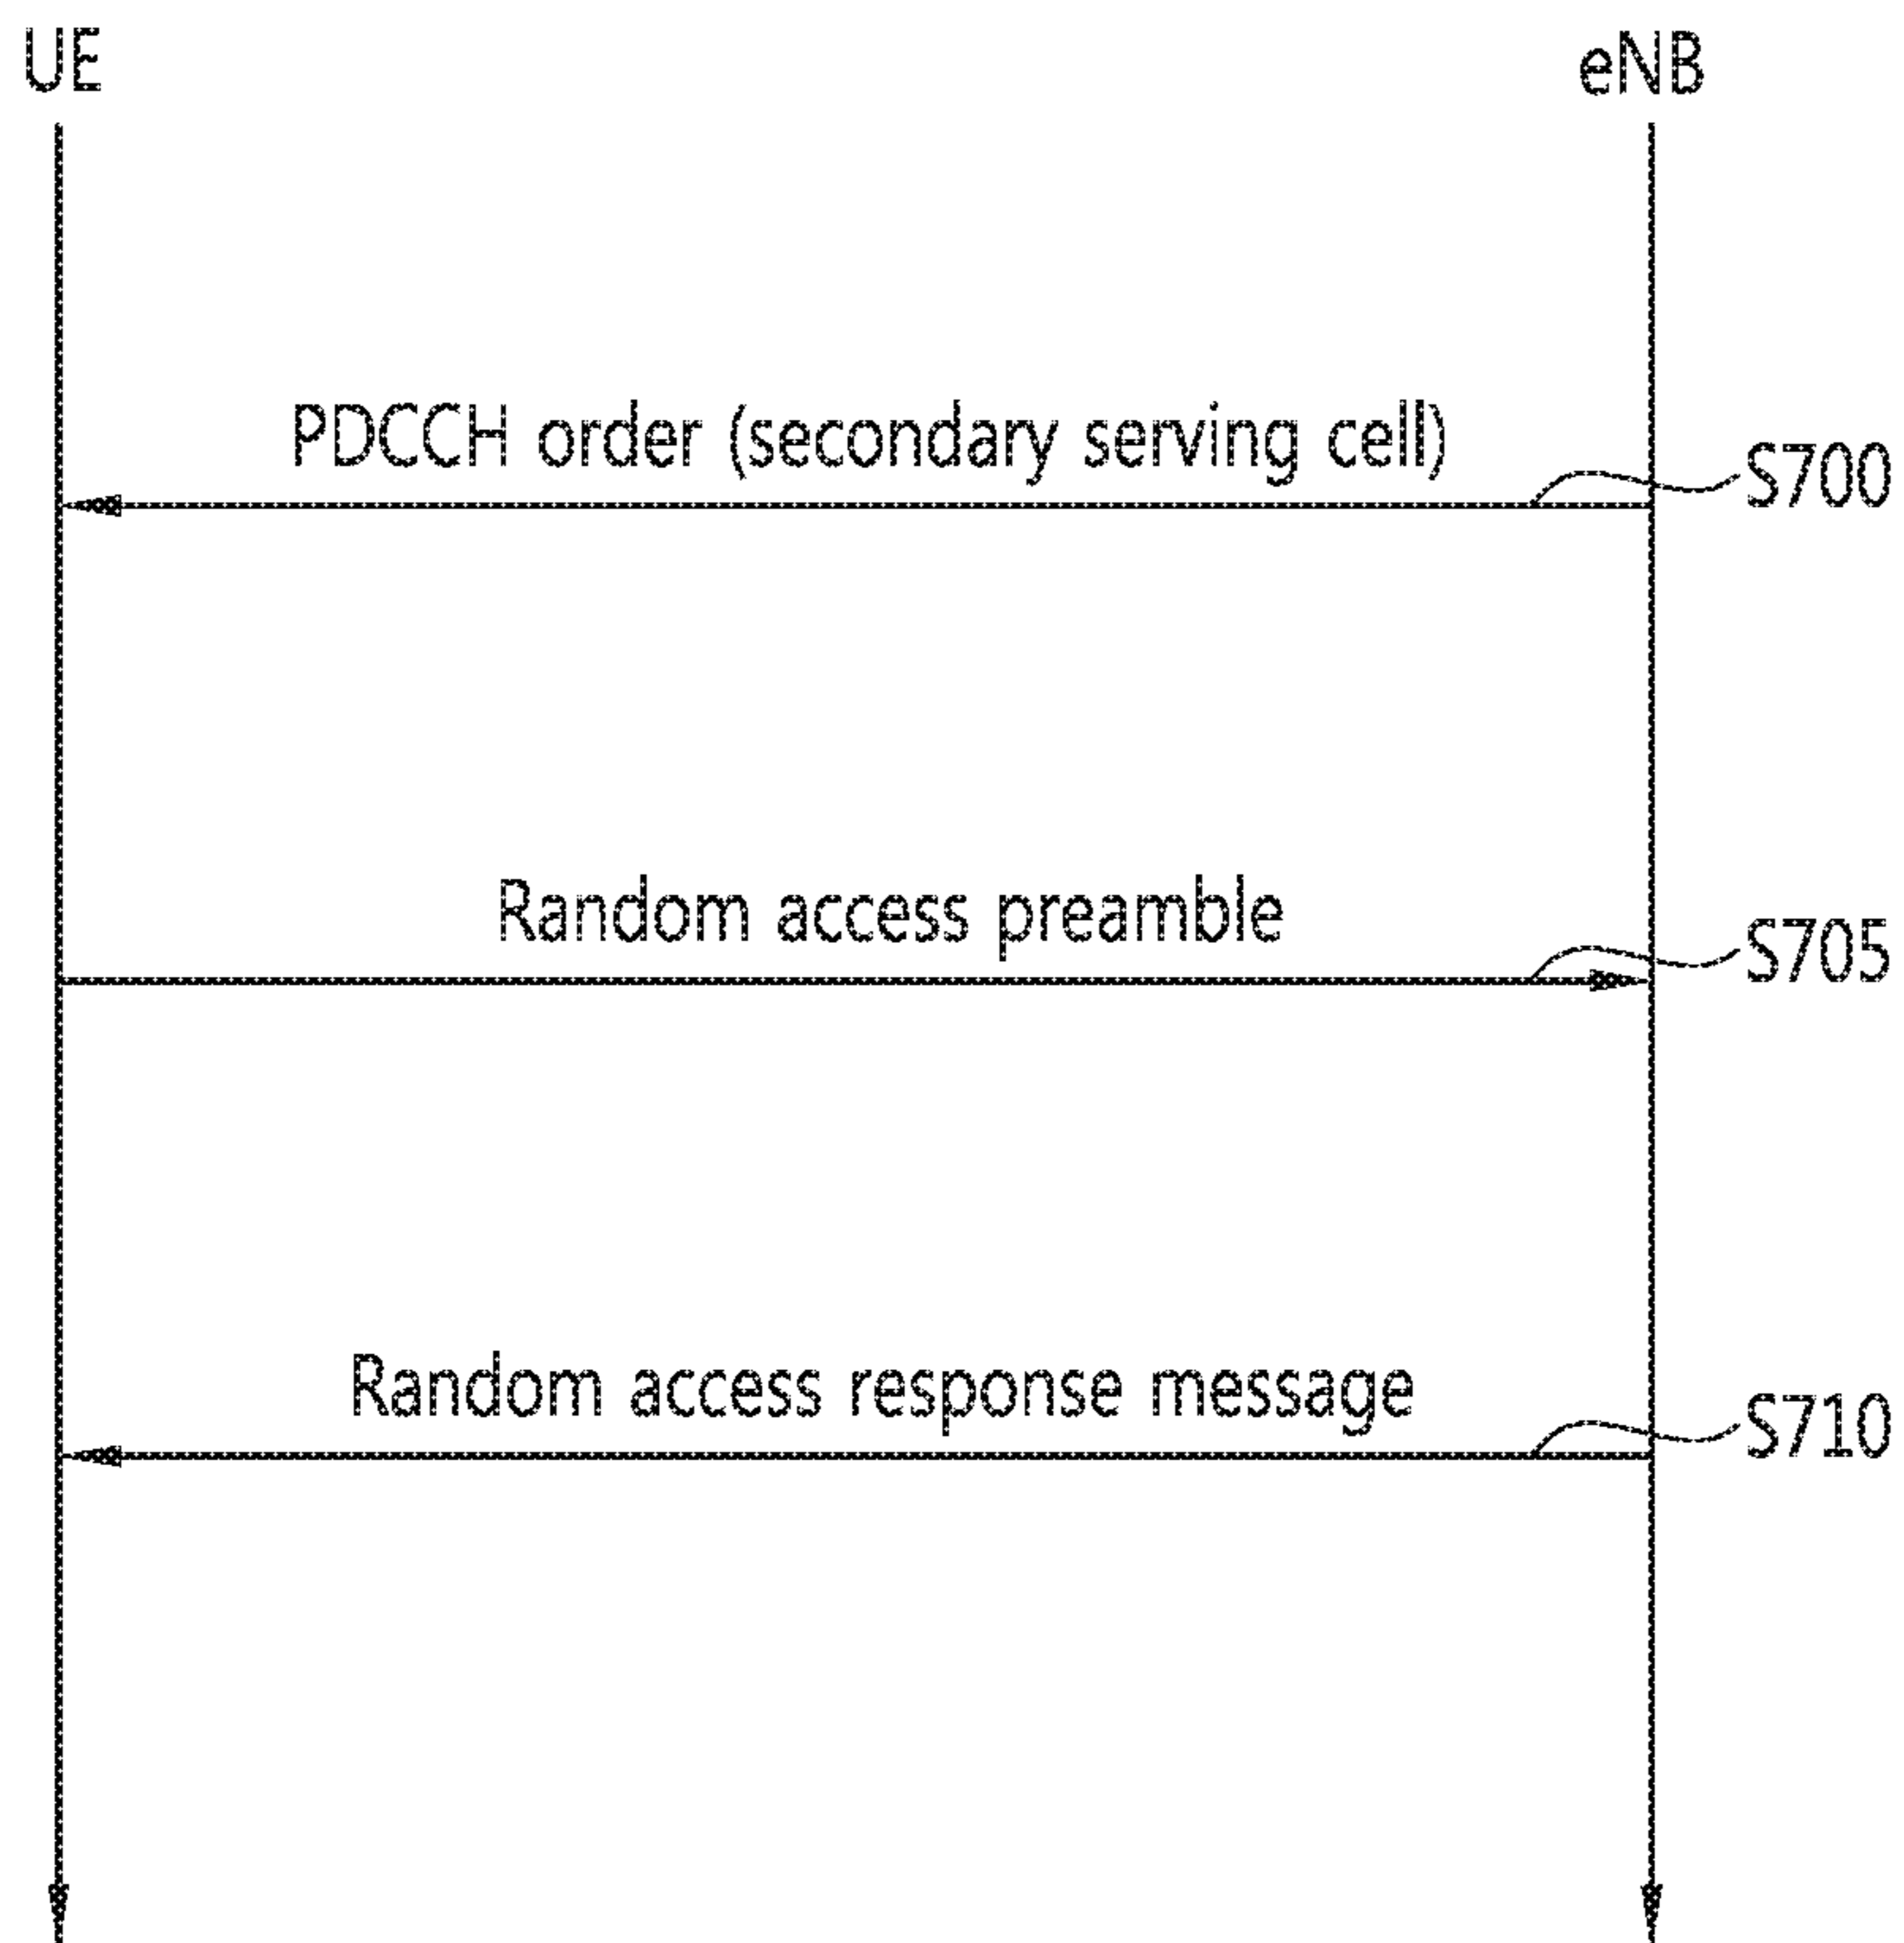 UE
eNB
PDCCH order (secondary serving cell)
S700
Random access preamble
S705
Random access response message
S710